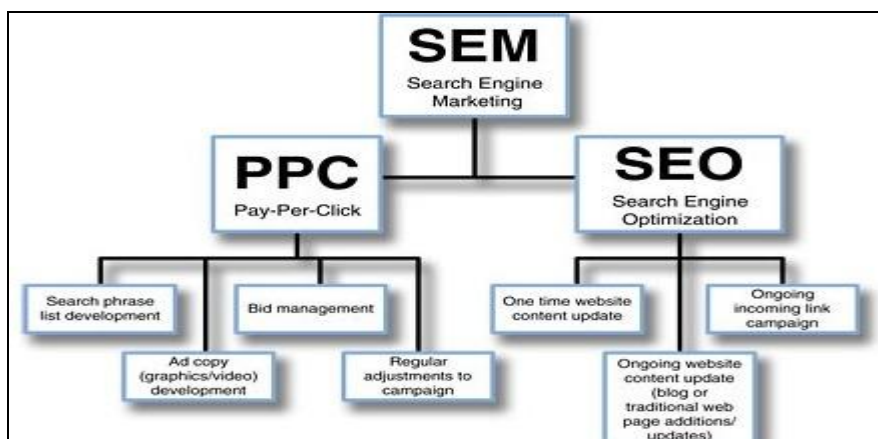 SEM
Search Engine
Marketing
PPC
Pay-Per-Click
SEO
Search Engine
Optimization
Search phrase
list development
Ad copy
(graphics/video)
development
Bid management
Regular
adjustments to
campaign
One time website
content update
Ongoing website
content update
(blog or
traditional web
page additions/
updates)
Ongoing
incoming link
campaign